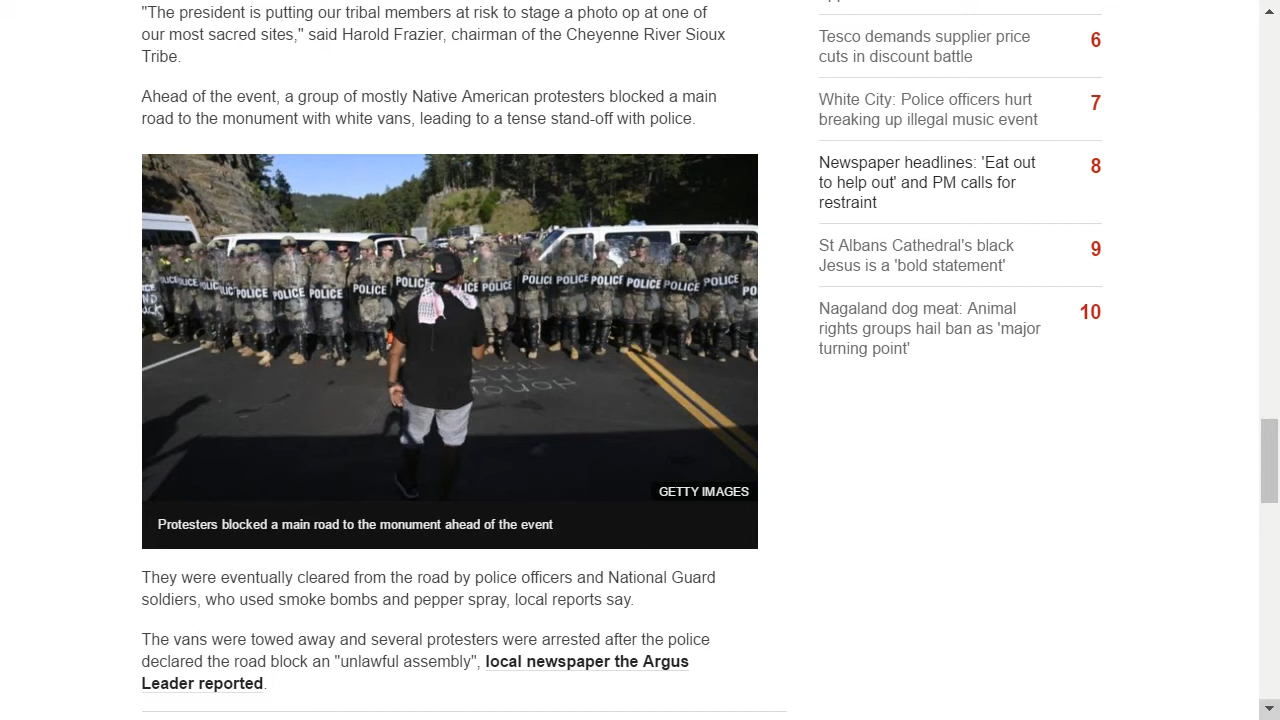 "The president is putting our tribal members at risk to stage a photo op at one of
our most sacred sites," said Harold Frazier, chairman of the Cheyenne River Sioux
Tribe.
Ahead of the event, a group of mostly Native American protesters blocked a main
road to the monument with white vans, leading to a tense stand-off with police.
POLICE POLICE POLICE POLICE POLICE POLICE POLICE POLICE POLICE POLICE POLICE POLICE
GETTY IMAGES
Protesters blocked a main road to the monument ahead of the event
They were eventually cleared from the road by police officers and National Guard
soldiers, who used smoke bombs and pepper spray, local reports say.
The vans were towed away and several protesters were arrested after the police
declared the road block an "unlawful assembly", local newspaper the Argus
Leader reported.
Tesco demands supplier price 6
cuts in discount battle
White City: Police officers hurt 7
breaking up illegal music event
Newspaper headlines: 'Eat out 8
to help out' and PM calls for
restraint
St Albans Cathedral's black 9
Jesus is a 'bold statement'
Nagaland dog meat: Animal 10
rights groups hail ban as 'major
turning point'